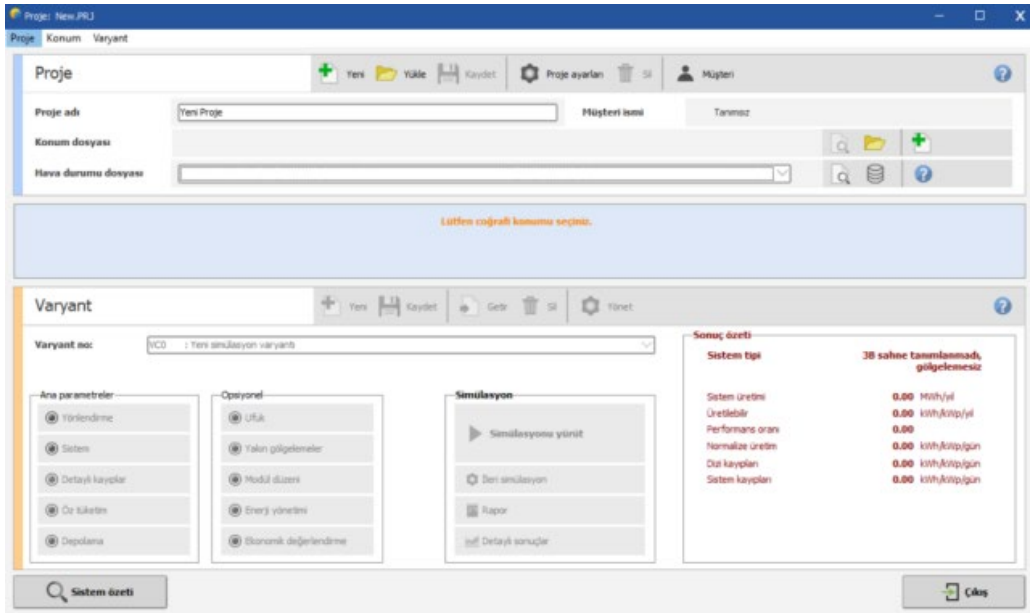 Proje: New.PRJ
Proje Konum Varyant
Proje Yeni Yükle Kaydet Proje ayarları Sil Müşteri
Proje adı Yeni Proje Müşteri ismi Tanımsız
Konum dosyası
Hava durumu dosyası
Lütfen coğrafi konumu seçiniz.
Varyant Yeni Kaydet Getir Sil Yönet
Varyant no: VC0 : Yeni simülasyon varyantı
Sonuç özeti
Sistem tipi 3B sahne tanımlanmadı,
gölgelemesiz
Ana parametreler Opsiyonel Simülasyon
Yönlendirme Ufuk Simülasyonu yürüt
Sistem Yakın gölgelemeler
Detaylı kayıplar Modül düzeni İleri simülasyon
Öz tüketim Enerji yönetimi Rapor
Depolama Ekonomik değerlendirme Detaylı sonuçlar
Sistem üretimi 0.00 MWh/yıl
Üretilebilir 0.00 kWh/kWp/yıl
Performans oranı 0.00
Normalize üretim 0.00 kWh/kWp/gün
Dizi kayıpları 0.00 kWh/kWp/gün
Sistem kayıpları 0.00 kWh/kWp/gün
Sistem özeti Çıkış